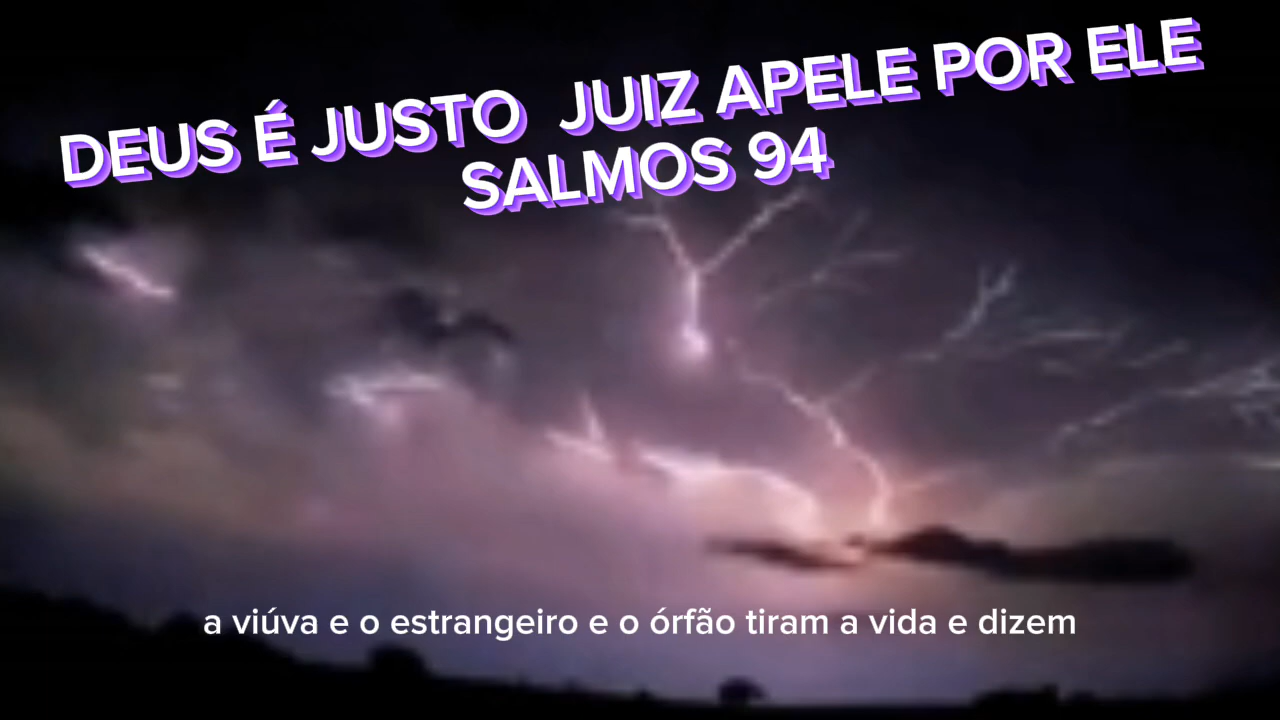 DEUS É JUSTO JUIZ APELE POR ELE
SALMOS 94
a viúva e o estrangeiro e o órfão tiram a vida e dizem